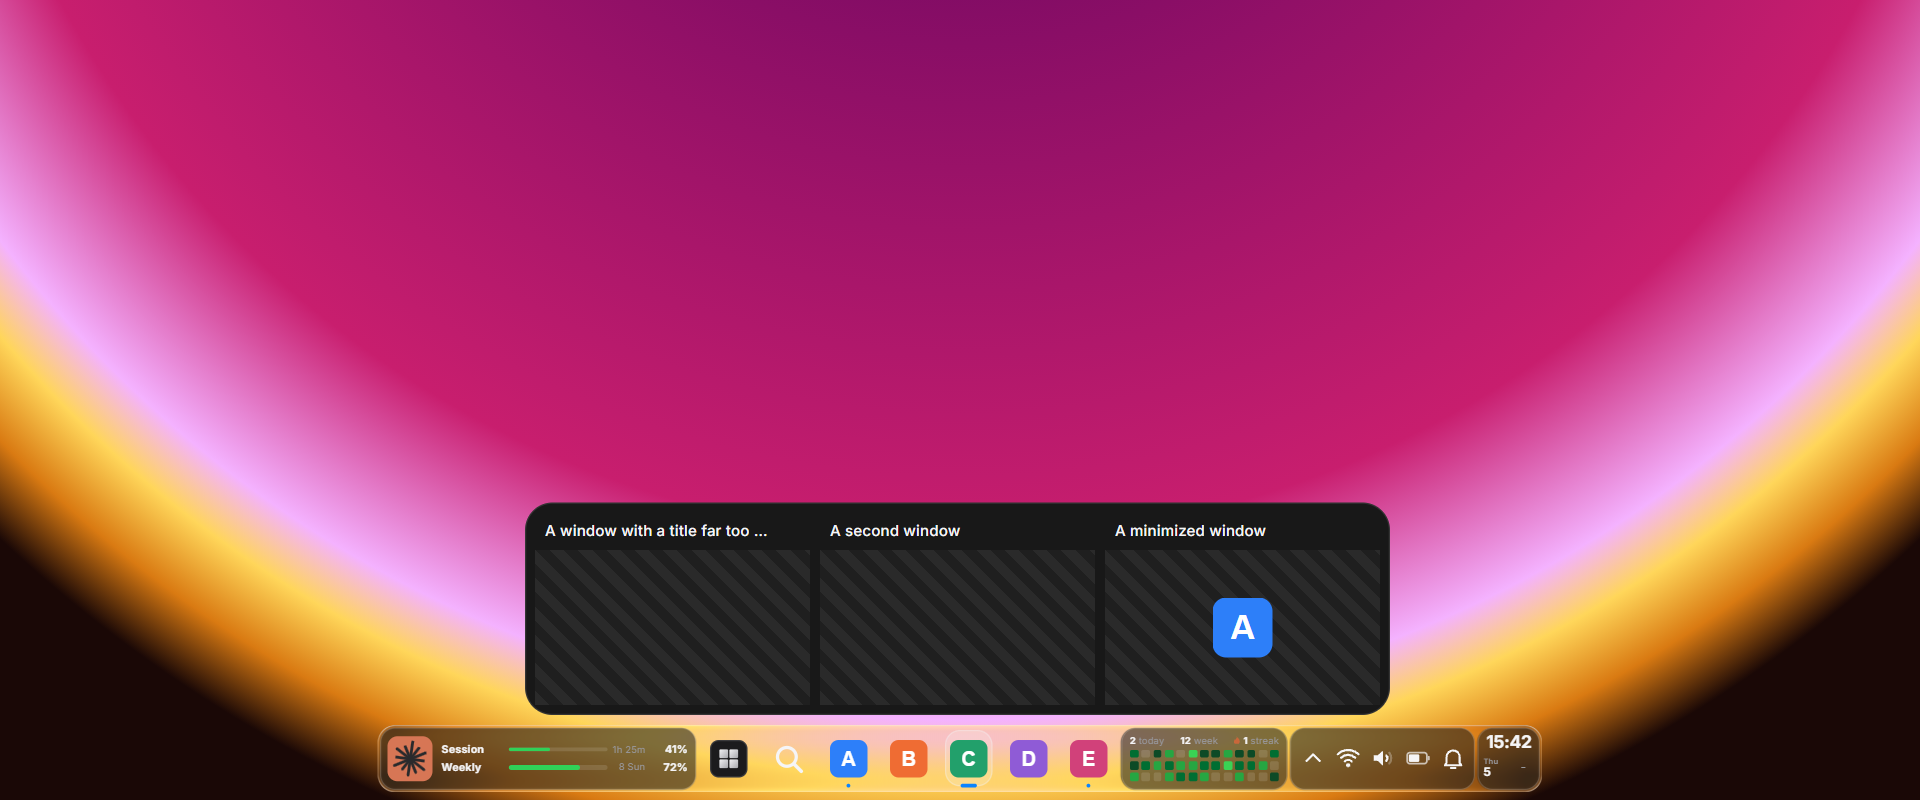 A window with a title far too ...
A second window
A minimized window
A
Session 1h 25m 41%
Weekly 8 Sun 72%
A B C D E
2 today 12 week 1 streak
15:42
Thu
5 –